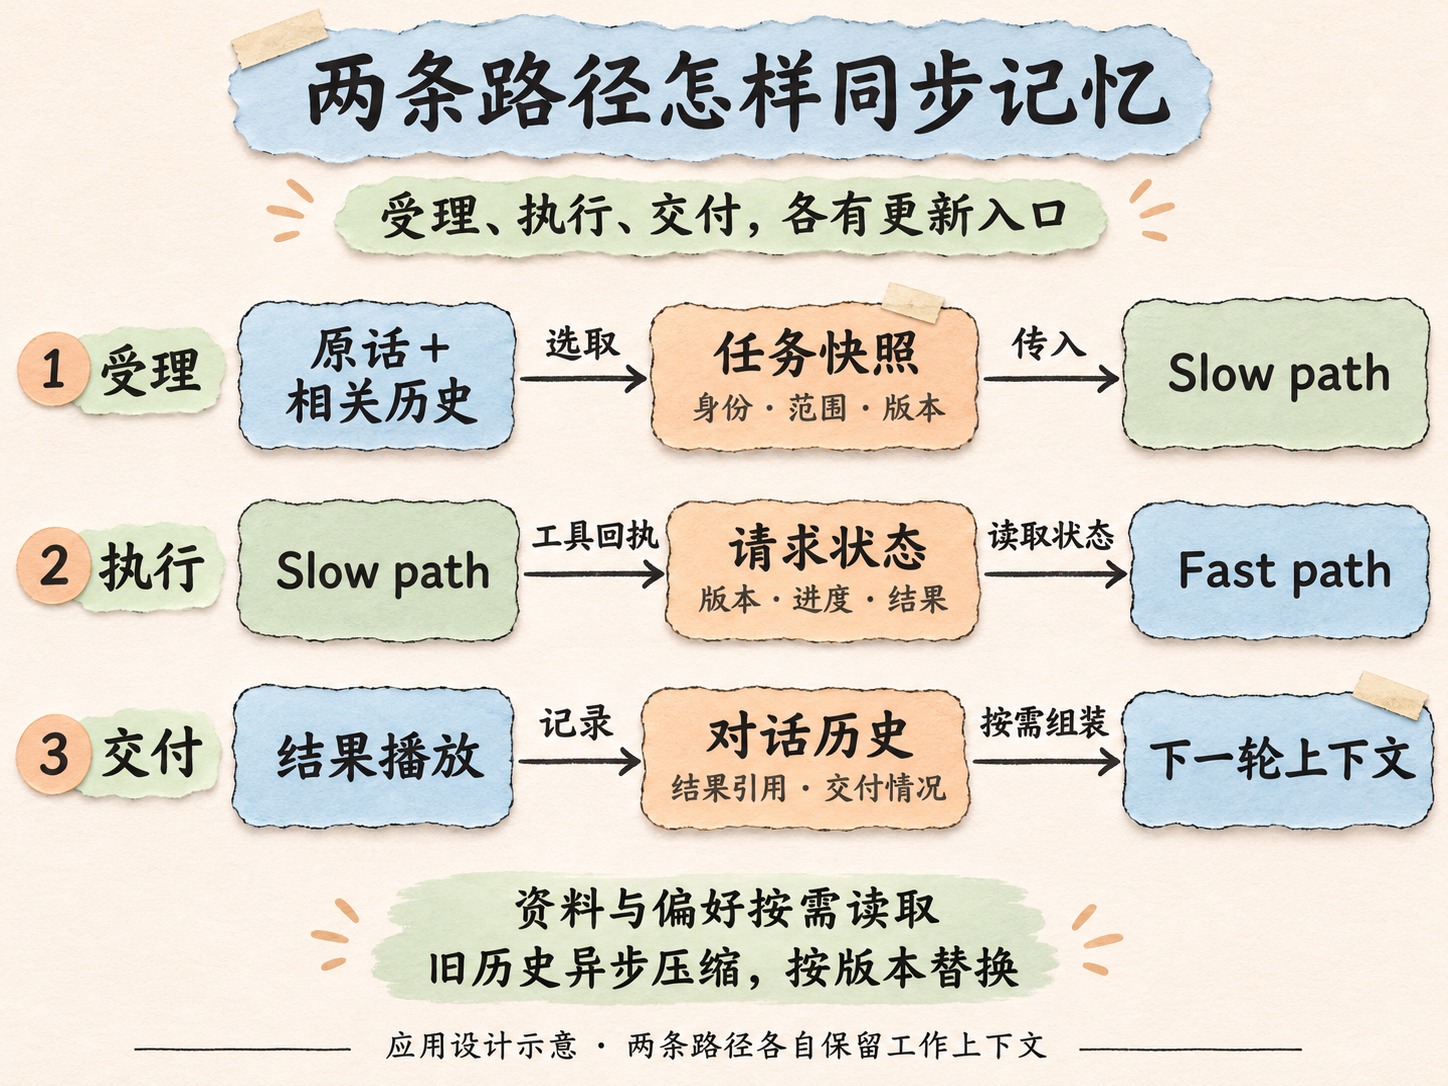 两条路径怎样同步记忆
受理、执行、交付，各有更新入口
1 受理
原话＋
相关历史
选取
任务快照
身份·范围·版本
传入
Slow path
2 执行
Slow path
工具回执
请求状态
版本·进度·结果
读取状态
Fast path
3 交付
结果播放
记录
对话历史
结果引用·交付情况
按需组装
下一轮上下文
资料与偏好按需读取
旧历史异步压缩，按版本替换
应用设计示意·两条路径各自保留工作上下文